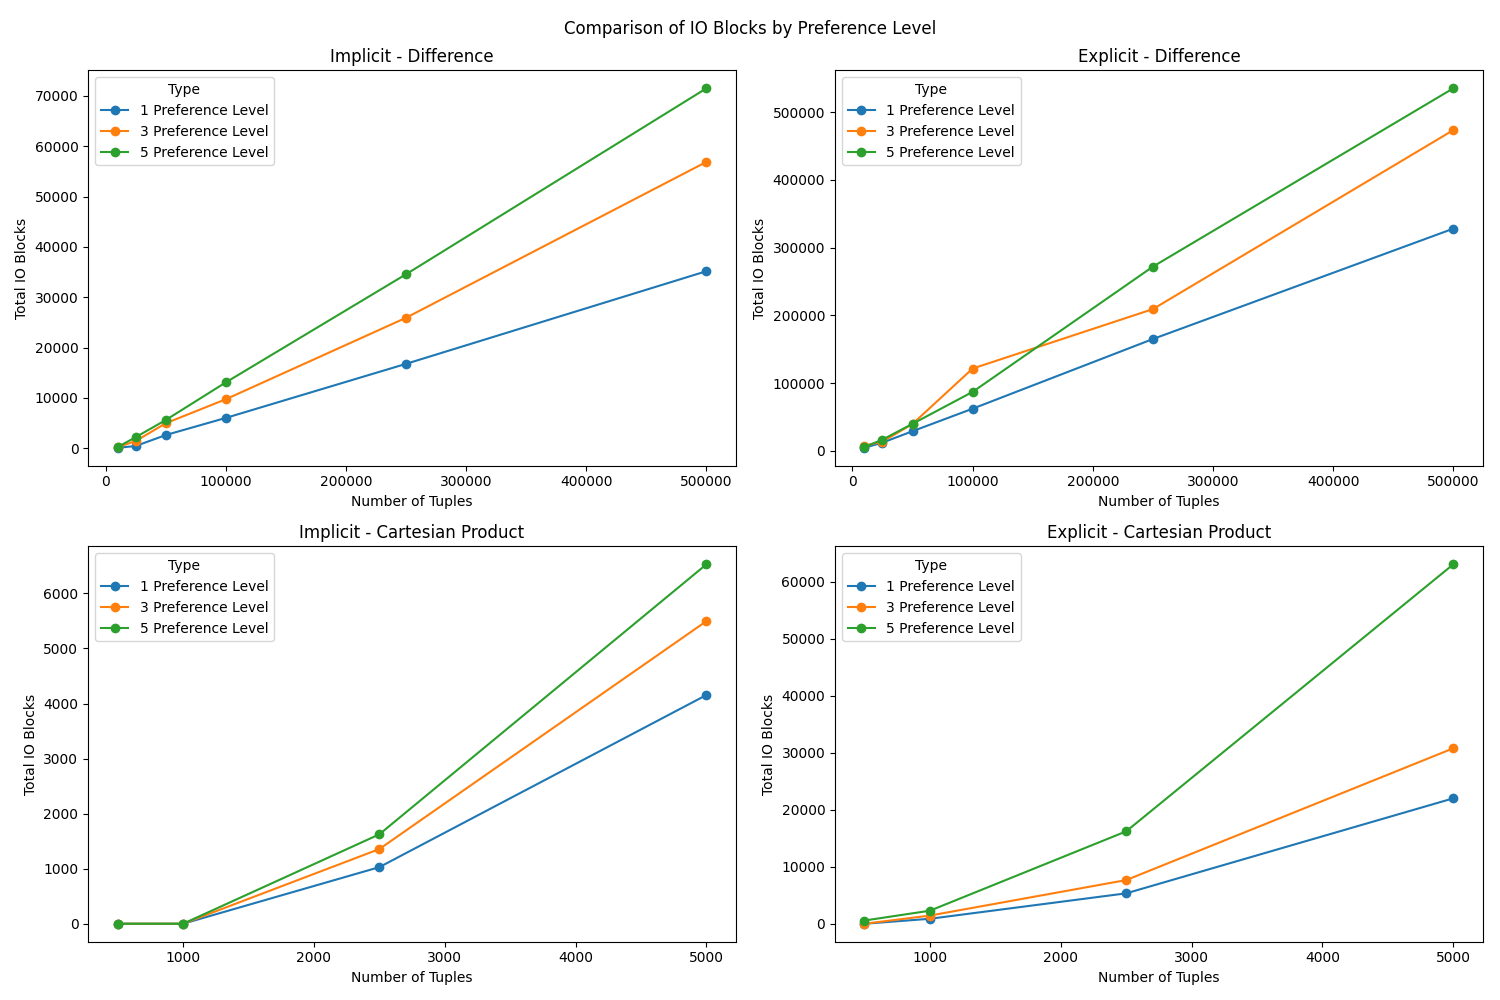 Comparison of IO Blocks by Preference Level
Implicit - Difference
Type
1 Preference Level
3 Preference Level
5 Preference Level
Total IO Blocks
70000
60000
50000
40000
30000
20000
10000
0
0
100000
200000
300000
400000
500000
Number of Tuples
Explicit - Difference
Type
1 Preference Level
3 Preference Level
5 Preference Level
Total IO Blocks
500000
400000
300000
200000
100000
0
0
100000
200000
300000
400000
500000
Number of Tuples
Implicit - Cartesian Product
Type
1 Preference Level
3 Preference Level
5 Preference Level
Total IO Blocks
6000
5000
4000
3000
2000
1000
0
1000
2000
3000
4000
5000
Number of Tuples
Explicit - Cartesian Product
Type
1 Preference Level
3 Preference Level
5 Preference Level
Total IO Blocks
60000
50000
40000
30000
20000
10000
0
1000
2000
3000
4000
5000
Number of Tuples